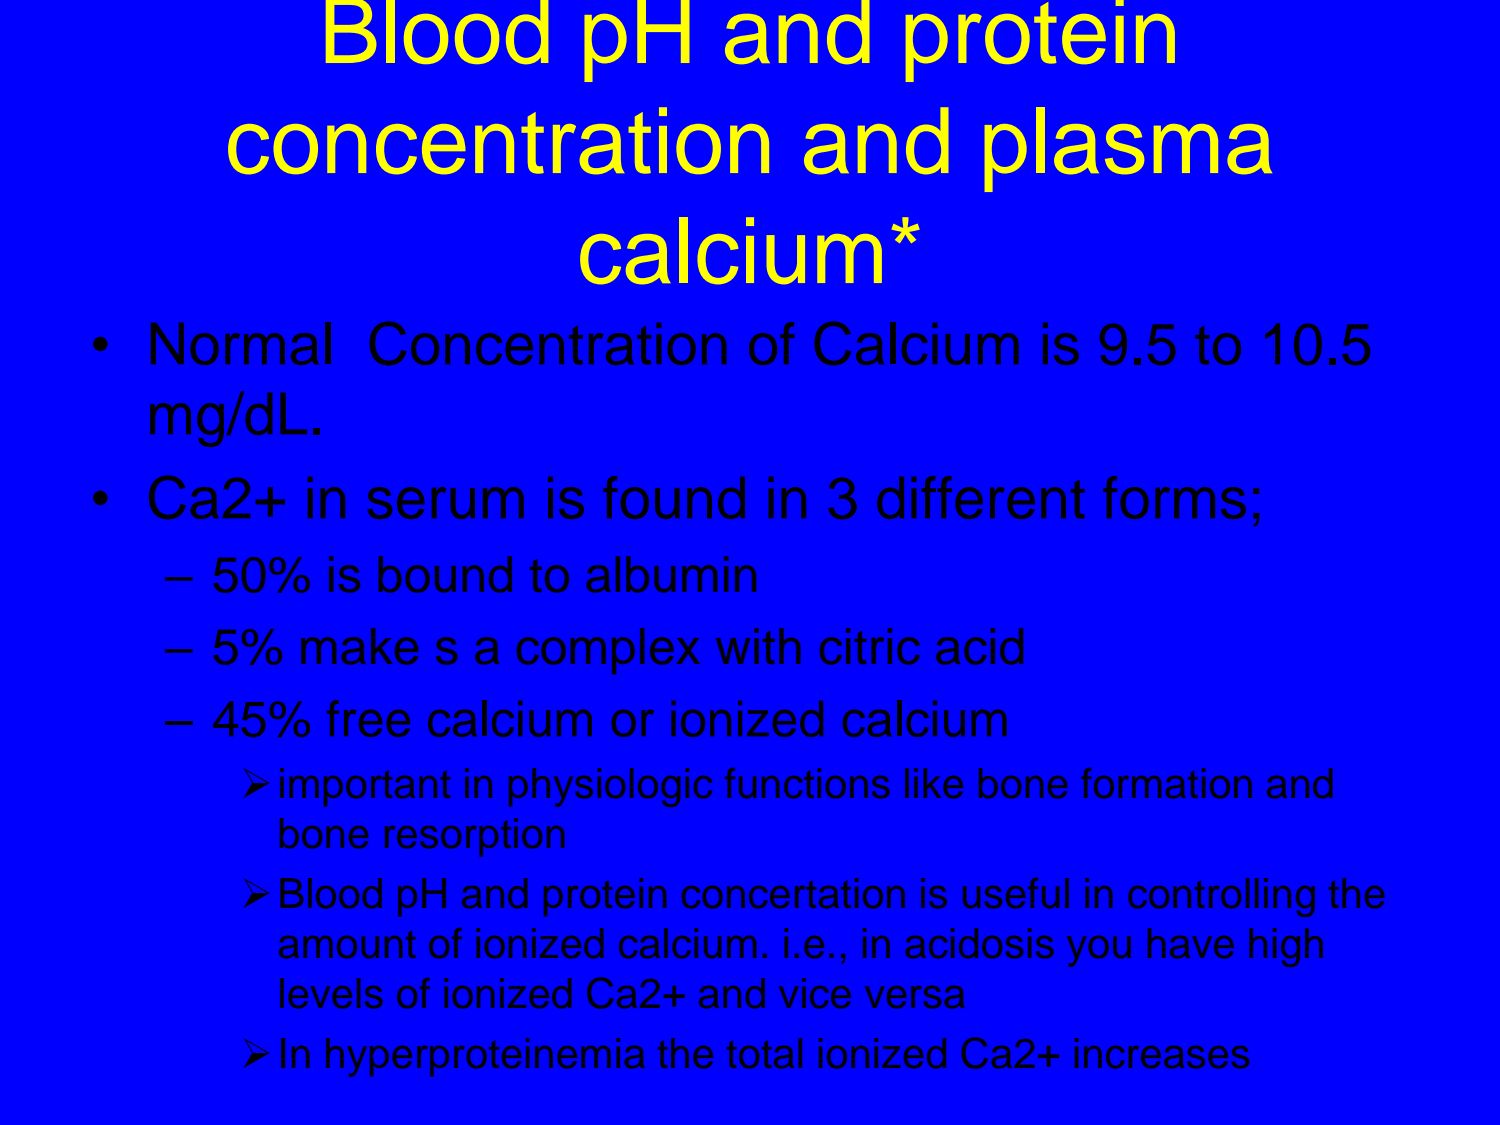 Blood pH and protein
concentration and plasma
calcium*
• Normal  Concentration of Calcium is 9.5 to 10.5
mg/dL.
• Ca2+ in serum is found in 3 different forms;
– 50% is bound to albumin
– 5% make s a complex with citric acid
– 45% free calcium or ionized calcium
➢important in physiologic functions like bone formation and
bone resorption
➢Blood pH and protein concertation is useful in controlling the
amount of ionized calcium. i.e., in acidosis you have high
levels of ionized Ca2+ and vice versa
➢In hyperproteinemia the total ionized Ca2+ increases